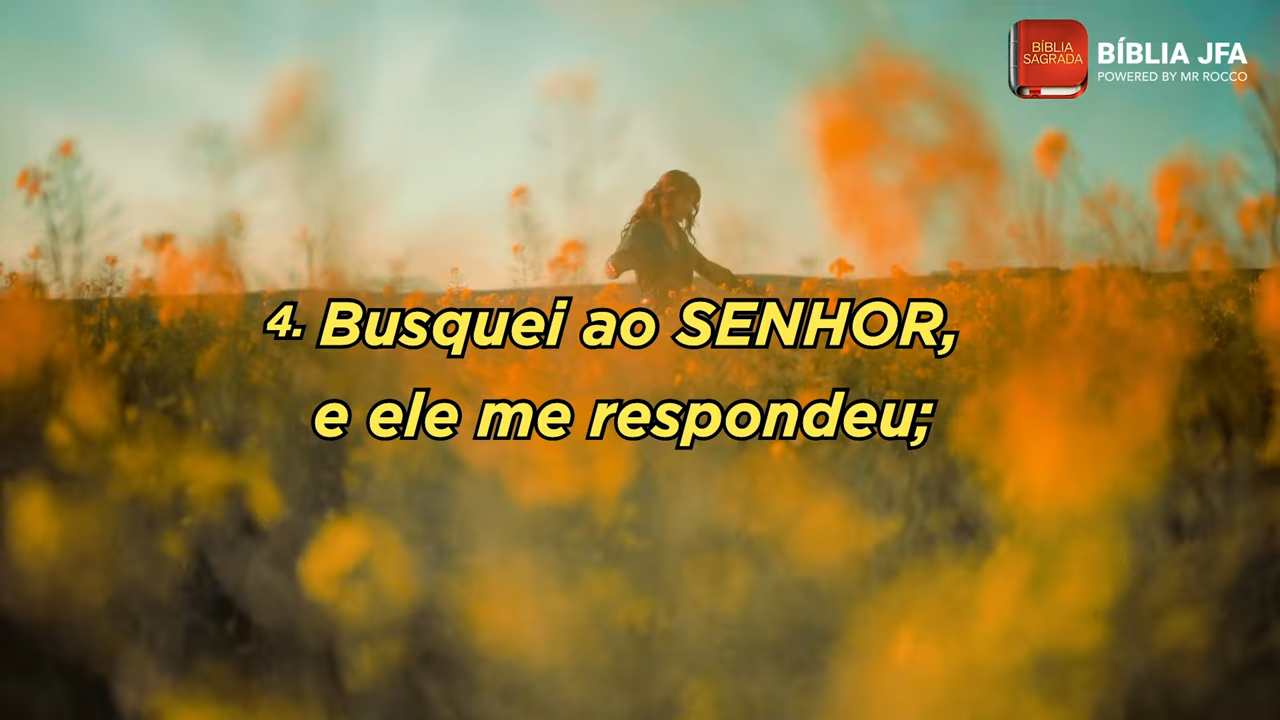 BÍBLIA
SAGRADA
BÍBLIA JFA
POWERED BY MR ROCCO
4. Busquei ao SENHOR,
e ele me respondeu;